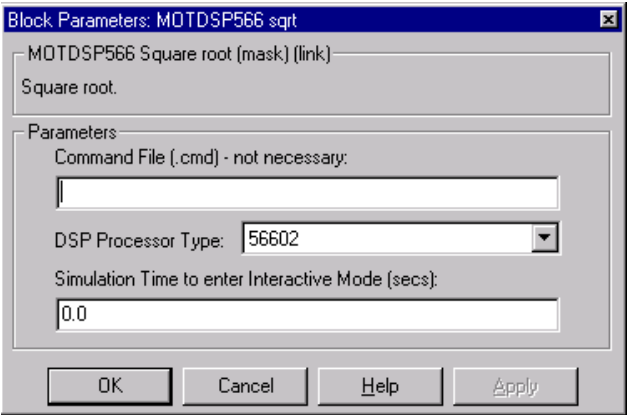 Block Parameters: MOTDSP566 sqrt
MOTDSP566 Square root (mask) (link)
Square root.
Parameters
Command File (.cmd) - not necessary:
DSP Processor Type: 56602
Simulation Time to enter Interactive Mode (secs):
0.0
OK Cancel Help Apply